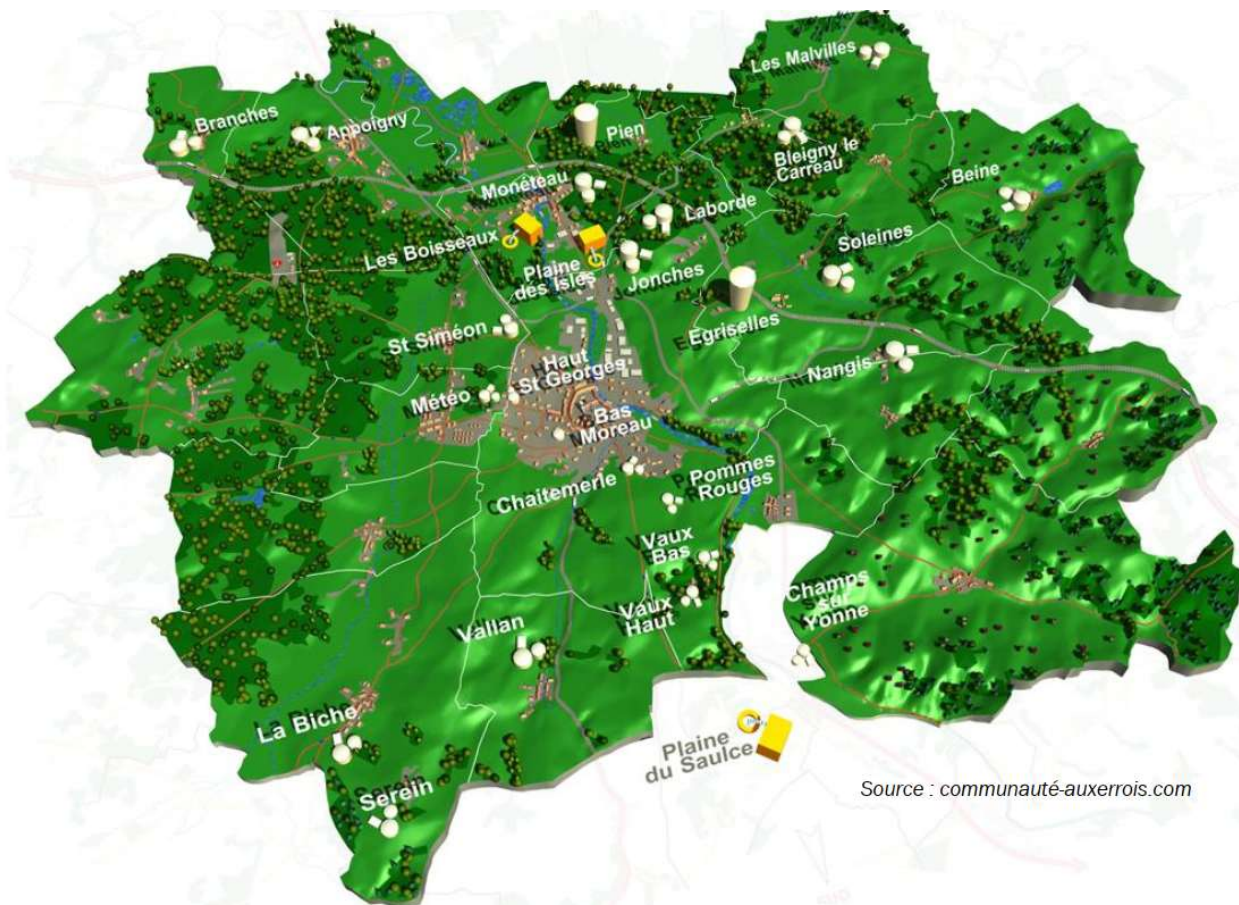 Les Malvilles
Branches
Appoigny
Pien
Bleigny le
Carreau
Monéteau
Beine
Laborde
Les Boisseaux
Soleines
Plaine
des Isles
Jonches
Egriselles
St Siméon
Haut
St Georges
Nangis
Météo
Bas
Moreau
Pommes
Rouges
Chaitemerle
Vaux
Bas
Champs
sur
Yonne
Vaux
Haut
Vallan
La Biche
Plaine
du Saulce
Serein
Source : communauté-auxerrois.com